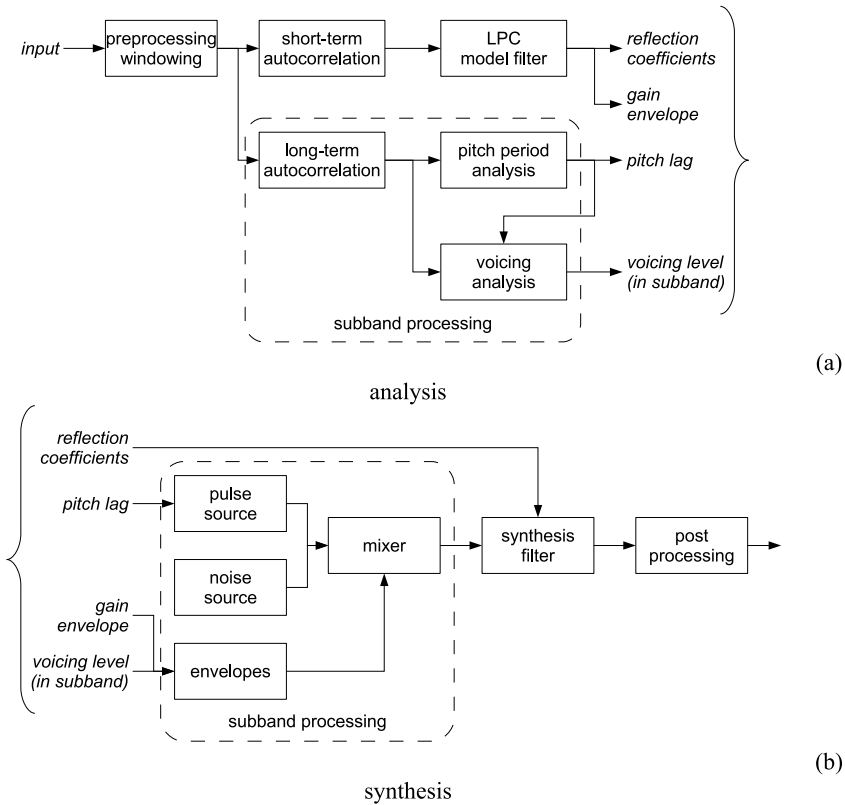 input
preprocessing
windowing
short-term
autocorrelation
LPC
model filter
reflection
coefficients
gain
envelope
long-term
autocorrelation
pitch period
analysis
pitch lag
voicing
analysis
voicing level
(in subband)
subband processing
(a)
analysis
reflection
coefficients
pitch lag
pulse
source
mixer
synthesis
filter
post
processing
noise
source
gain
envelope
voicing level
(in subband)
envelopes
subband processing
(b)
synthesis